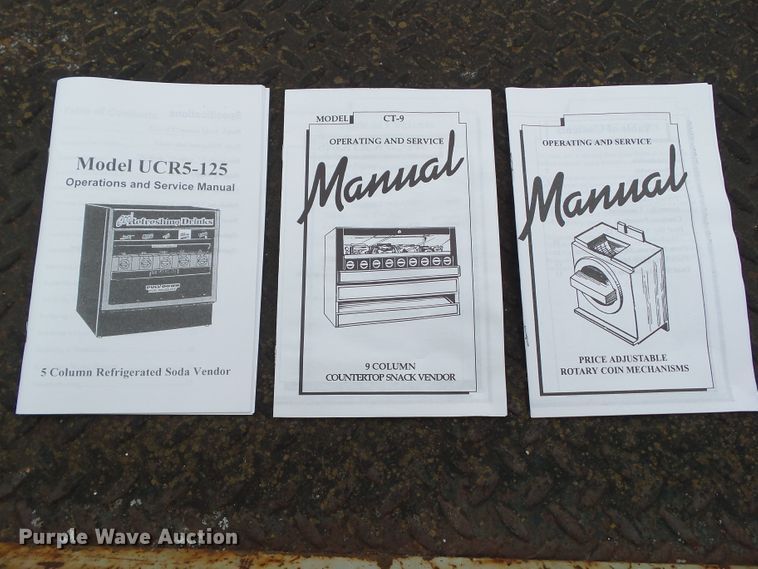 Model UCR5-125
Operations and Service Manual
Refreshing Drinks
5 Column Refrigerated Soda Vendor
MODEL CT-9
OPERATING AND SERVICE
Manual
9 COLUMN
COUNTERTOP SNACK VENDOR
OPERATING AND SERVICE
Manual
PRICE ADJUSTABLE
ROTARY COIN MECHANISMS
Purple Wave Auction